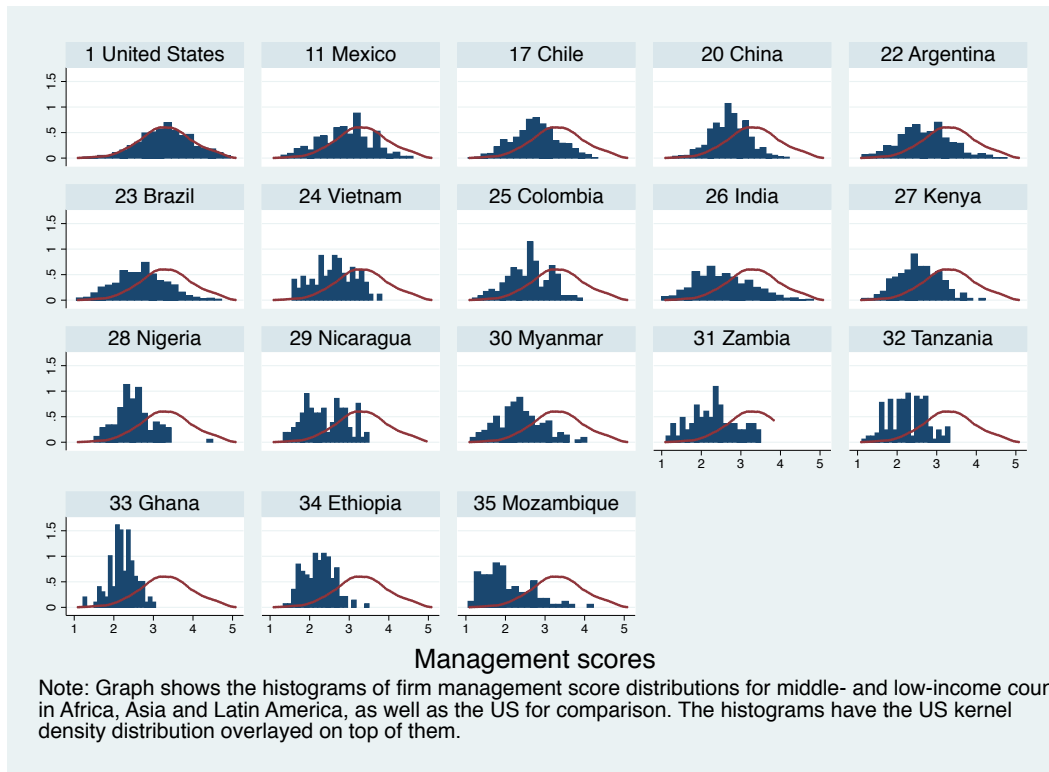 1 United States 11 Mexico 17 Chile 20 China 22 Argentina
0 .5 1 1.5
23 Brazil 24 Vietnam 25 Colombia 26 India 27 Kenya
0 .5 1 1.5
28 Nigeria 29 Nicaragua 30 Myanmar 31 Zambia 32 Tanzania
0 .5 1 1.5
1 2 3 4 5 1 2 3 4 5
33 Ghana 34 Ethiopia 35 Mozambique
0 .5 1 1.5
1 2 3 4 5 1 2 3 4 5 1 2 3 4 5
Management scores
Note: Graph shows the histograms of firm management score distributions for middle- and low-income
in Africa, Asia and Latin America, as well as the US for comparison. The histograms have the US kernel
density distribution overlayed on top of them.